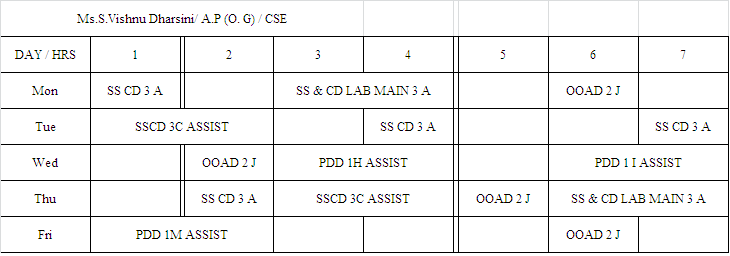 Ms.S.Vishnu Dharsini/ A.P (O. G) / CSE
DAY / HRS 1 2 3 4 5 6 7
Mon SS CD 3 A SS & CD LAB MAIN 3 A OOAD 2 J
Tue SSCD 3C ASSIST SS CD 3 A SS CD 3 A
Wed OOAD 2 J PDD 1H ASSIST PDD 1 I ASSIST
Thu SS CD 3 A SSCD 3C ASSIST OOAD 2 J SS & CD LAB MAIN 3 A
Fri PDD 1M ASSIST OOAD 2 J